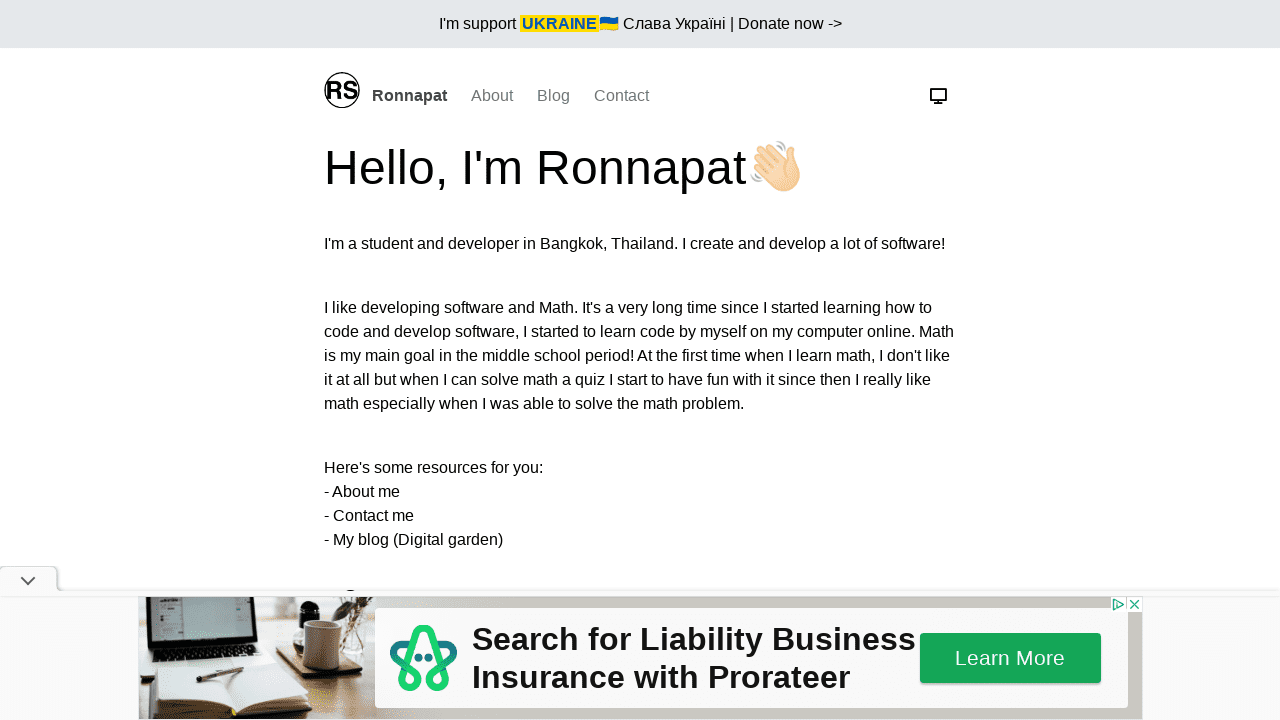 I'm support UKRAINE🇺🇦 Слава Україні | Donate now ->
RS
Ronnapat About Blog Contact
Hello, I'm Ronnapat👋🏻
I'm a student and developer in Bangkok, Thailand. I create and develop a lot of software!
I like developing software and Math. It's a very long time since I started learning how to
code and develop software, I started to learn code by myself on my computer online. Math
is my main goal in the middle school period! At the first time when I learn math, I don't like
it at all but when I can solve math a quiz I start to have fun with it since then I really like
math especially when I was able to solve the math problem.
Here's some resources for you:
- About me
- Contact me
- My blog (Digital garden)
Search for Liability Business
Insurance with Prorateer
Learn More